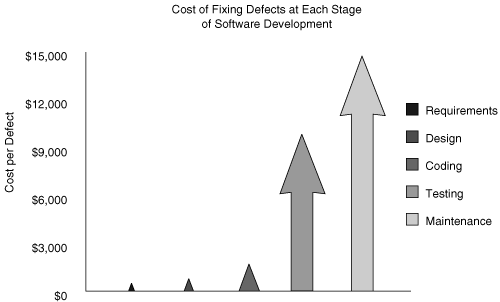 Cost of Fixing Defects at Each Stage
of Software Development
$15,000
$12,000
$9,000
$6,000
$3,000
$0
Cost per Defect
Requirements
Design
Coding
Testing
Maintenance